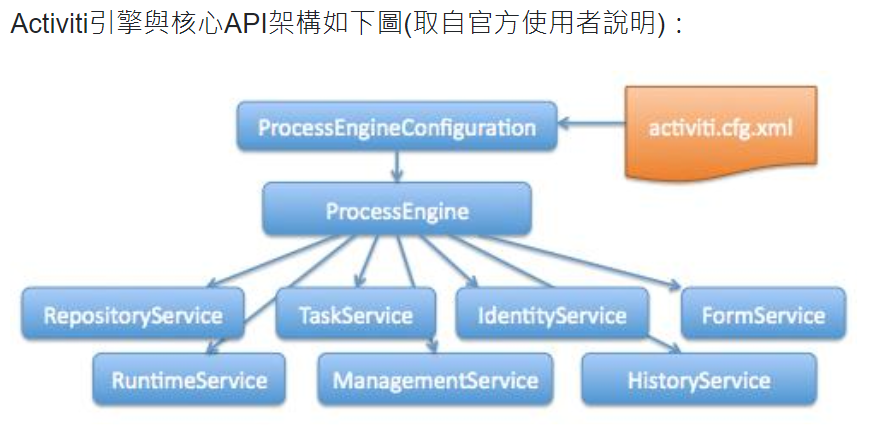 Activiti引擎與核心API架構如下圖(取自官方使用者說明)：
ProcessEngineConfiguration
activiti.cfg.xml
ProcessEngine
RepositoryService
TaskService
IdentityService
FormService
RuntimeService
ManagementService
HistoryService